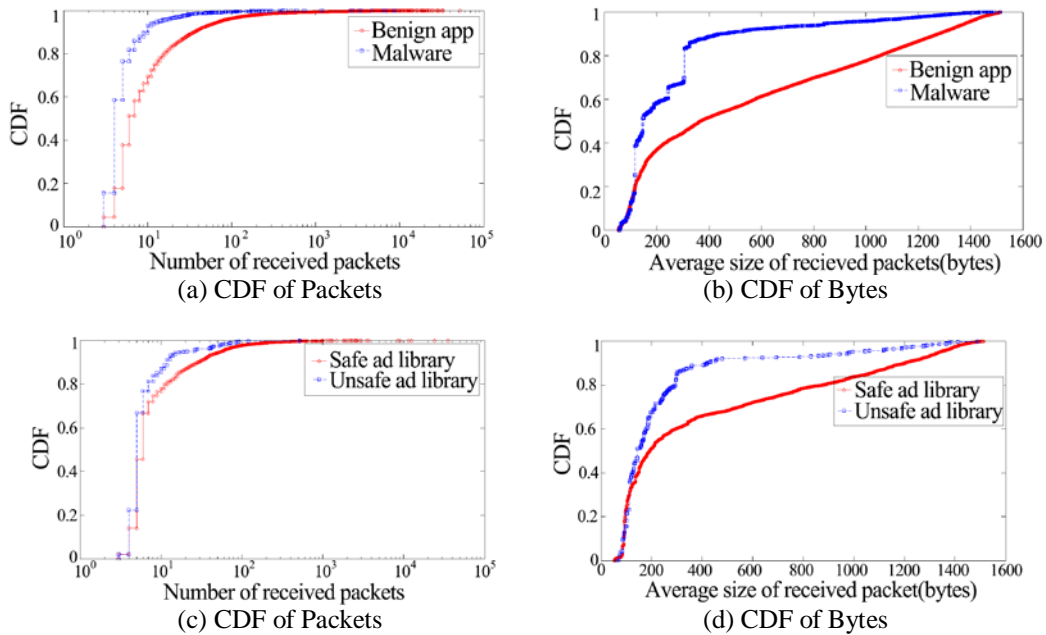 1
0.8
0.6
0.4
0.2
0
CDF
Benign app
Malware
10^0 10^1 10^2 10^3 10^4 10^5
Number of received packets
(a) CDF of Packets
1
0.8
0.6
0.4
0.2
0
CDF
Benign app
Malware
0 200 400 600 800 1000 1200 1400 1600
Average size of recieved packets(bytes)
(b) CDF of Bytes
1
0.8
0.6
0.4
0.2
0
CDF
Safe ad library
Unsafe ad library
10^0 10^1 10^2 10^3 10^4 10^5
Number of received packets
(c) CDF of Packets
1
0.8
0.6
0.4
0.2
0
CDF
Safe ad library
Unsafe ad library
0 200 400 600 800 1000 1200 1400 1600
Average size of received packet(bytes)
(d) CDF of Bytes